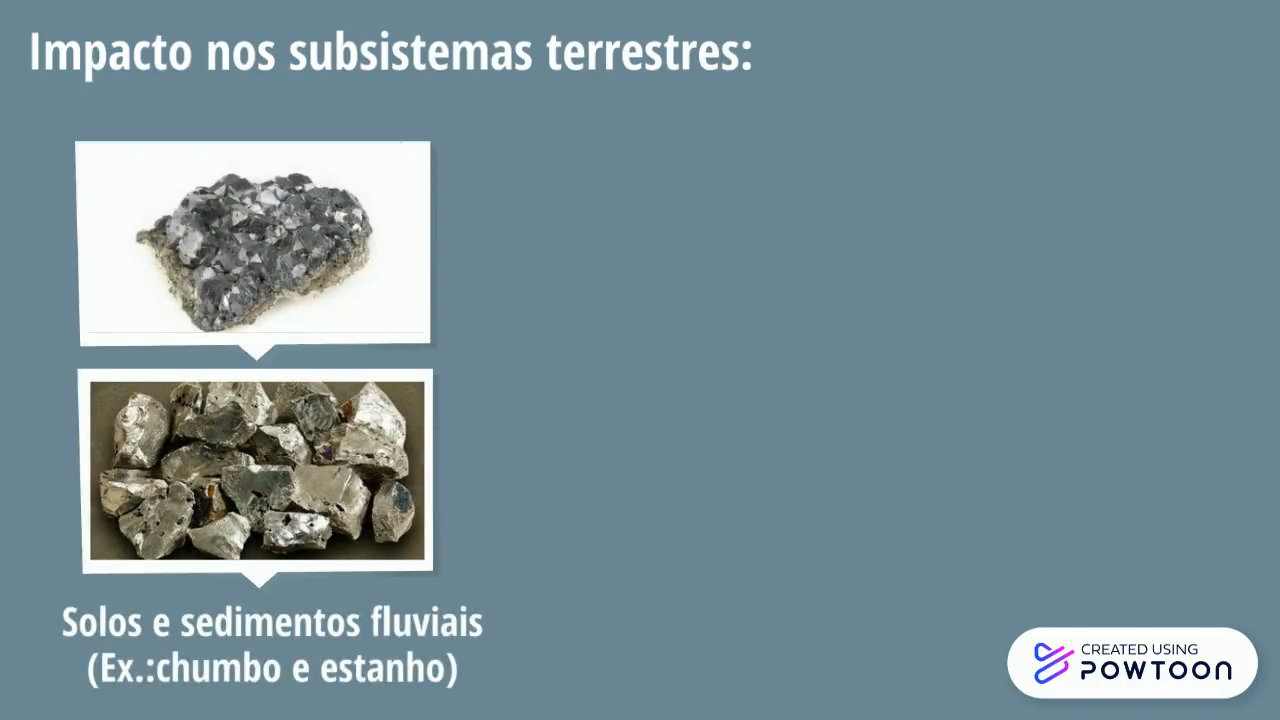 Impacto nos subsistemas terrestres:
Solos e sedimentos fluviais
(Ex.:chumbo e estanho)
CREATED USING
POWTOON